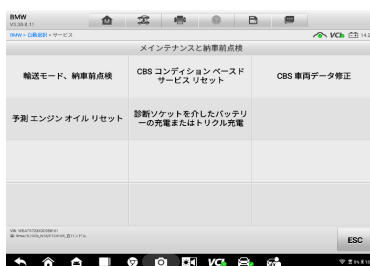 BMW
BMW > 自動選択 > サービス
VCI
メインテナンスと納車前点検
輸送モード、納車前点検
CBS コンディション ベースド
サービス リセット
CBS 車両データ修正
予測 エンジン オイル リセット
診断ソケットを介したバッテリ
ーの充電またはトリクル充電
ESC
VCI